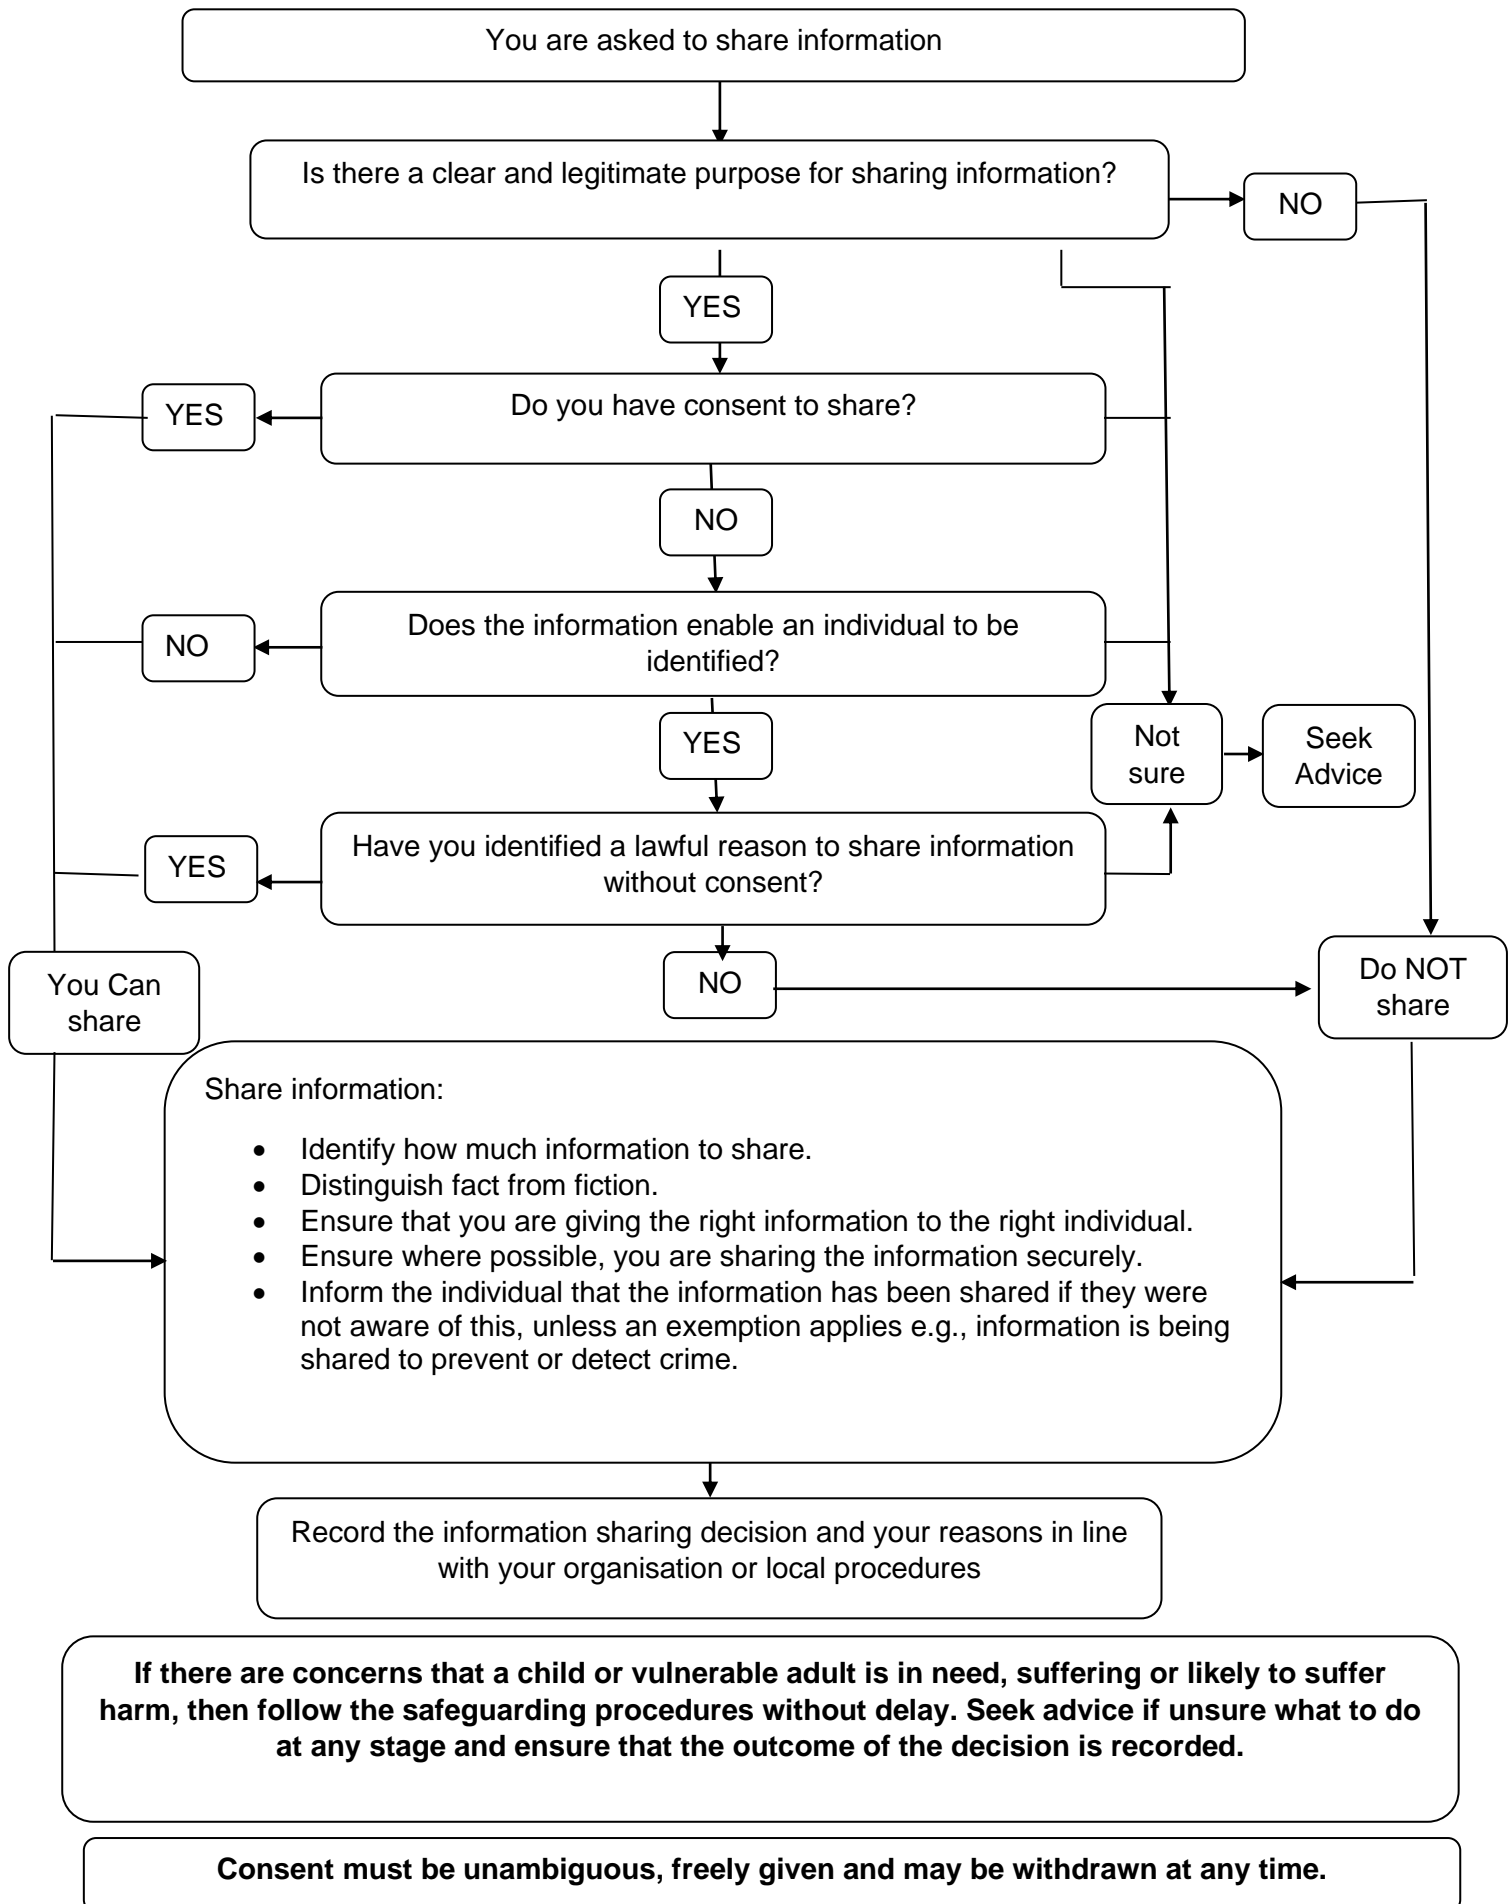 You are asked to share information
Is there a clear and legitimate purpose for sharing information?
NO
YES
YES
Do you have consent to share?
NO
NO
Does the information enable an individual to be
identified?
YES
Not
sure
Seek
Advice
YES
Have you identified a lawful reason to share information
without consent?
You Can
share
NO
Do NOT
share
Share information:
• Identify how much information to share.
• Distinguish fact from fiction.
• Ensure that you are giving the right information to the right individual.
• Ensure where possible, you are sharing the information securely.
• Inform the individual that the information has been shared if they were
not aware of this, unless an exemption applies e.g., information is being
shared to prevent or detect crime.
Record the information sharing decision and your reasons in line
with your organisation or local procedures
If there are concerns that a child or vulnerable adult is in need, suffering or likely to suffer
harm, then follow the safeguarding procedures without delay. Seek advice if unsure what to do
at any stage and ensure that the outcome of the decision is recorded.
Consent must be unambiguous, freely given and may be withdrawn at any time.